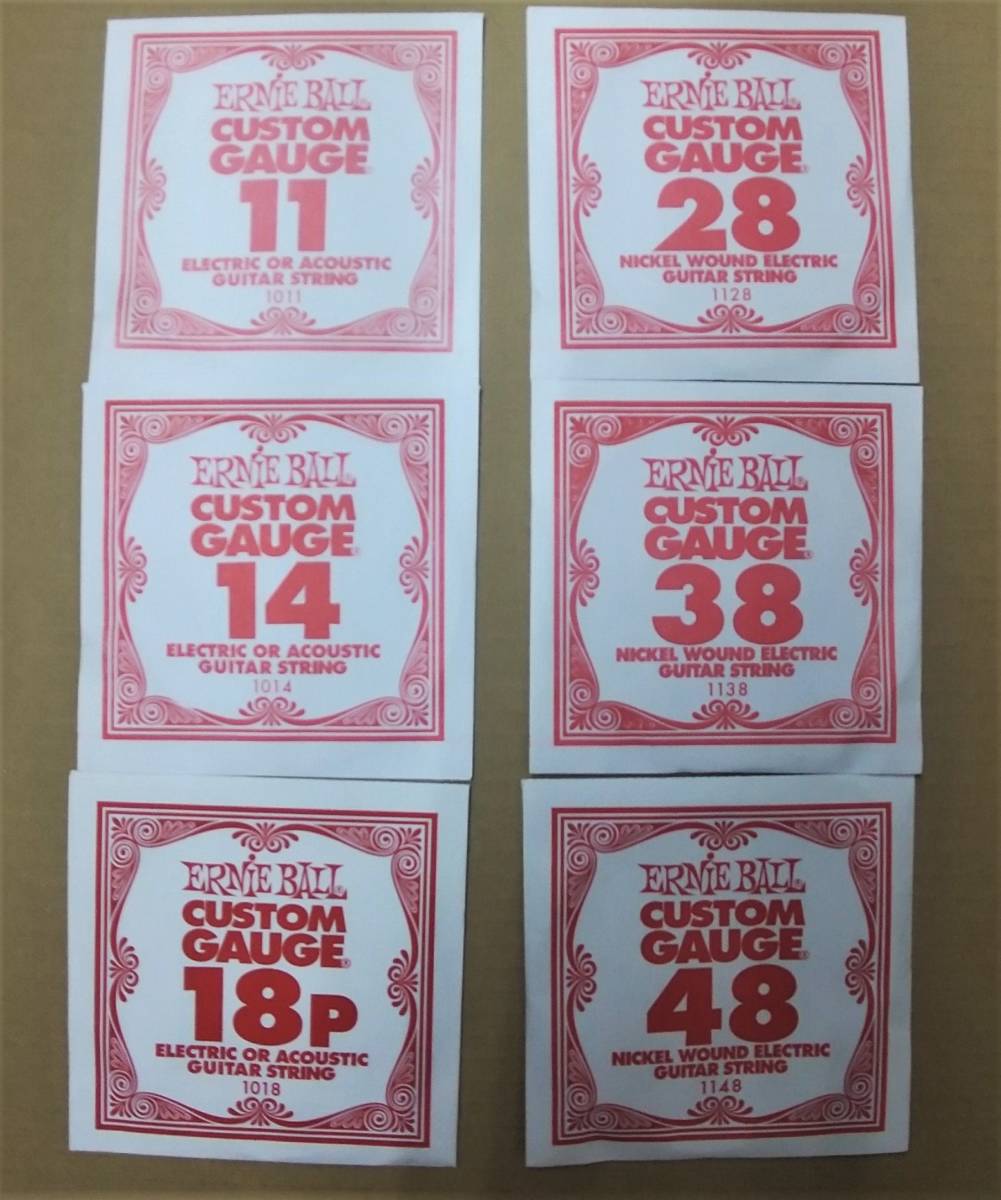 ERNiE BALL®
CUSTOM
GAUGE®
11
ELECTRIC OR ACOUSTIC
GUITAR STRING
1011
ERNiE BALL®
CUSTOM
GAUGE®
28
NICKEL WOUND ELECTRIC
GUITAR STRING
1128
ERNiE BALL®
CUSTOM
GAUGE®
14
ELECTRIC OR ACOUSTIC
GUITAR STRING
1014
ERNiE BALL®
CUSTOM
GAUGE®
38
NICKEL WOUND ELECTRIC
GUITAR STRING
1138
ERNiE BALL®
CUSTOM
GAUGE®
18P
ELECTRIC OR ACOUSTIC
GUITAR STRING
1018
ERNiE BALL®
CUSTOM
GAUGE®
48
NICKEL WOUND ELECTRIC
GUITAR STRING
1148